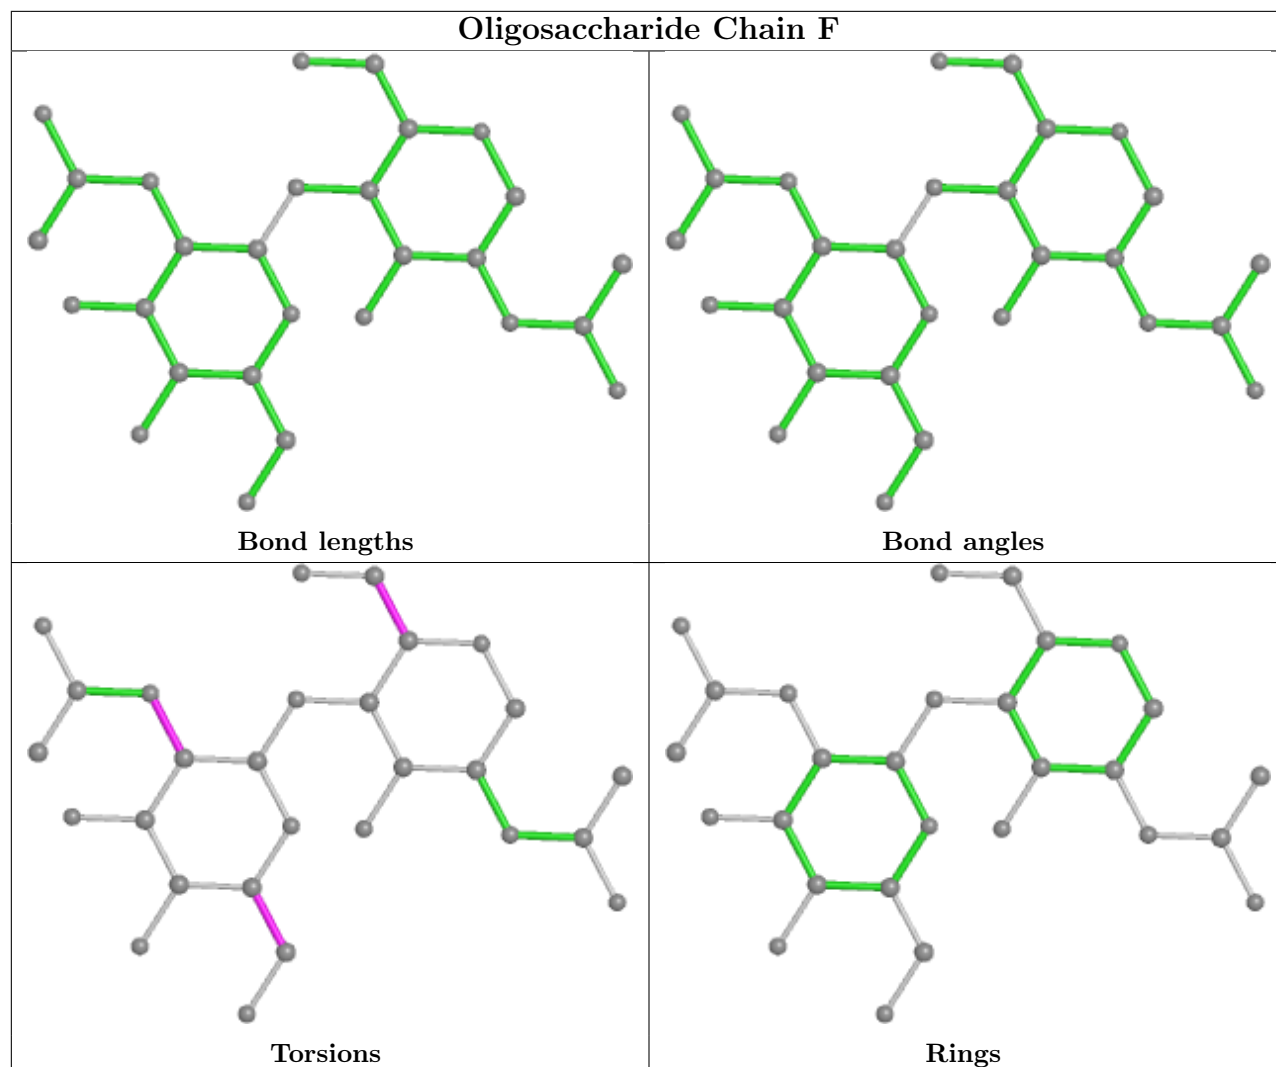 Oligosaccharide Chain F
Bond lengths
Bond angles
Torsions
Rings